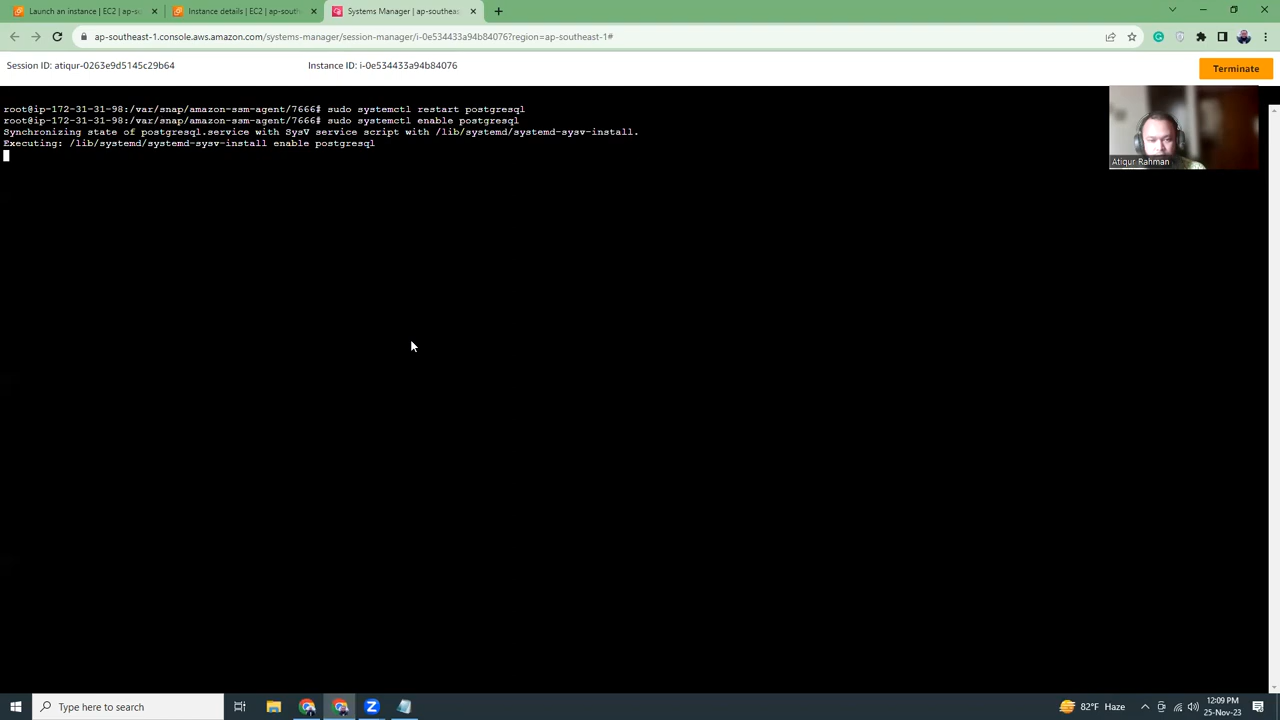 Launch an instance | EC2 | ap-so
Instance details | EC2 | ap-south
Systems Manager | ap-southeas
ap-southeast-1.console.aws.amazon.com/systems-manager/session-manager/i-0e534433a94b84076?region=ap-southeast-1#
Session ID: atiqur-0263e9d5145c29b64
Instance ID: i-0e534433a94b84076
Terminate
root@ip-172-31-31-98:/var/snap/amazon-ssm-agent/7666# sudo systemctl restart postgresql
root@ip-172-31-31-98:/var/snap/amazon-ssm-agent/7666# sudo systemctl enable postgresql
Synchronizing state of postgresql.service with SysV service script with /lib/systemd/systemd-sysv-install.
Executing: /lib/systemd/systemd-sysv-install enable postgresql
Atiqur Rahman
Type here to search
82°F Haze
12:09 PM
25-Nov-23